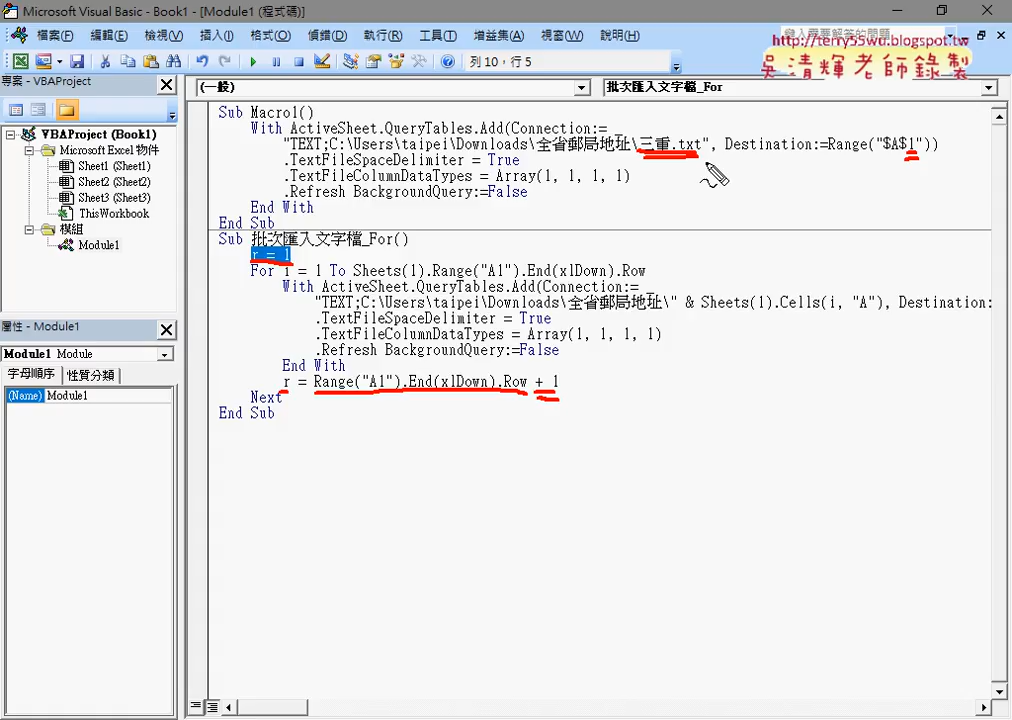 Microsoft Visual Basic - Book1 - [Module1 (程式碼)]
檔案(F) 編輯(E) 檢視(V) 插入(I) 格式(O) 偵錯(D) 執行(R) 工具(T) 增益集(A) 視窗(W) 說明(H)
鍵入需要解答的問題
http://terry55wu.blogspot.tw
吳清輝老師錄製
列 10，行 5
專案 - VBAProject
(一般)
批次匯入文字檔_For
VBAProject (Book1)
Microsoft Excel 物件
Sheet1 (Sheet1)
Sheet2 (Sheet2)
Sheet3 (Sheet3)
ThisWorkbook
模組
Module1
屬性 - Module1
Module1 Module
字母順序 性質分類
(Name) Module1
Sub Macro1()
With ActiveSheet.QueryTables.Add(Connection:= _
"TEXT;C:\Users\taipei\Downloads\全省郵局地址\三重.txt", Destination:=Range("$A$1"))
.TextFileSpaceDelimiter = True
.TextFileColumnDataTypes = Array(1, 1, 1, 1)
.Refresh BackgroundQuery:=False
End With
End Sub
Sub 批次匯入文字檔_For()
r = 1
For i = 1 To Sheets(1).Range("A1").End(xlDown).Row
With ActiveSheet.QueryTables.Add(Connection:= _
"TEXT;C:\Users\taipei\Downloads\全省郵局地址\" & Sheets(1).Cells(i, "A"), Destination:
.TextFileSpaceDelimiter = True
.TextFileColumnDataTypes = Array(1, 1, 1, 1)
.Refresh BackgroundQuery:=False
End With
r = Range("A1").End(xlDown).Row + 1
Next
End Sub